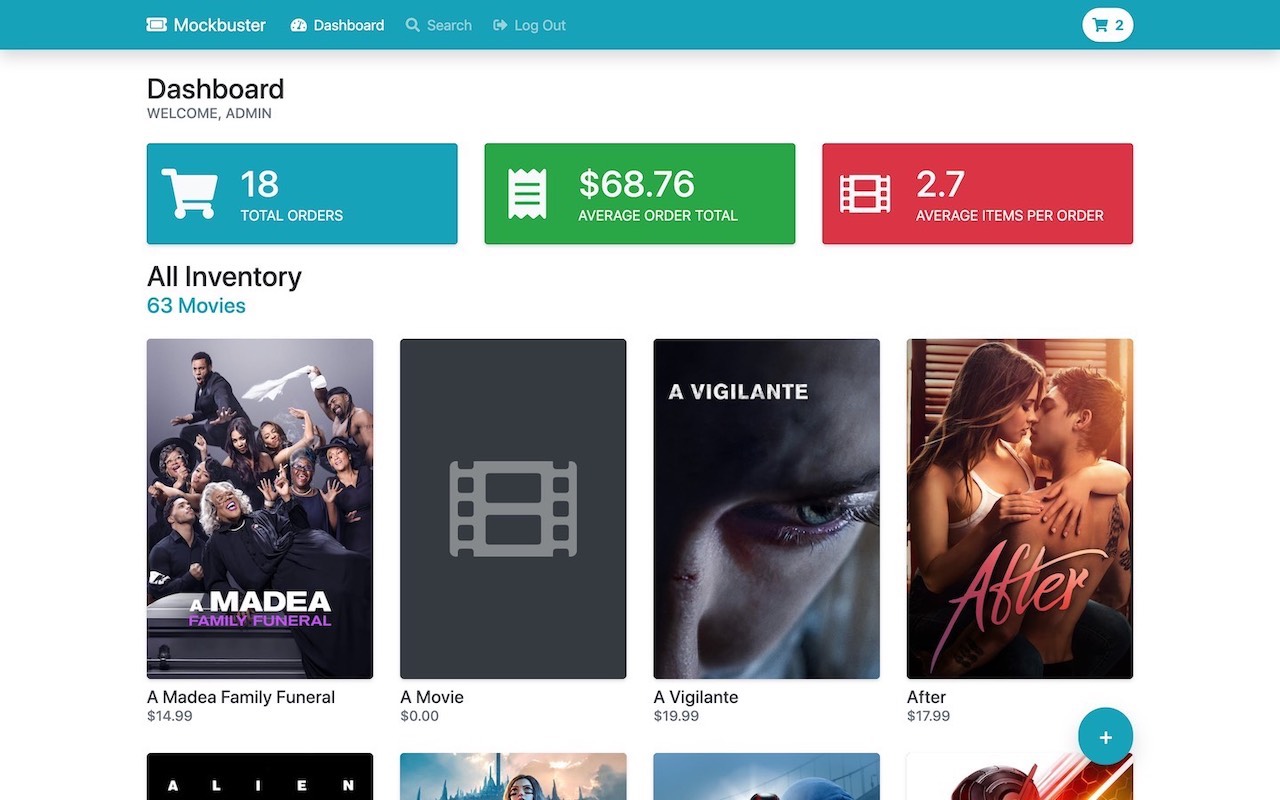 Mockbuster Dashboard Search Log Out 2
Dashboard
WELCOME, ADMIN
18
TOTAL ORDERS
$68.76
AVERAGE ORDER TOTAL
2.7
AVERAGE ITEMS PER ORDER
All Inventory
63 Movies
A MADEA
FAMILY FUNERAL
A VIGILANTE
After
A Madea Family Funeral
$14.99
A Movie
$0.00
A Vigilante
$19.99
After
$17.99
+
A L I E N